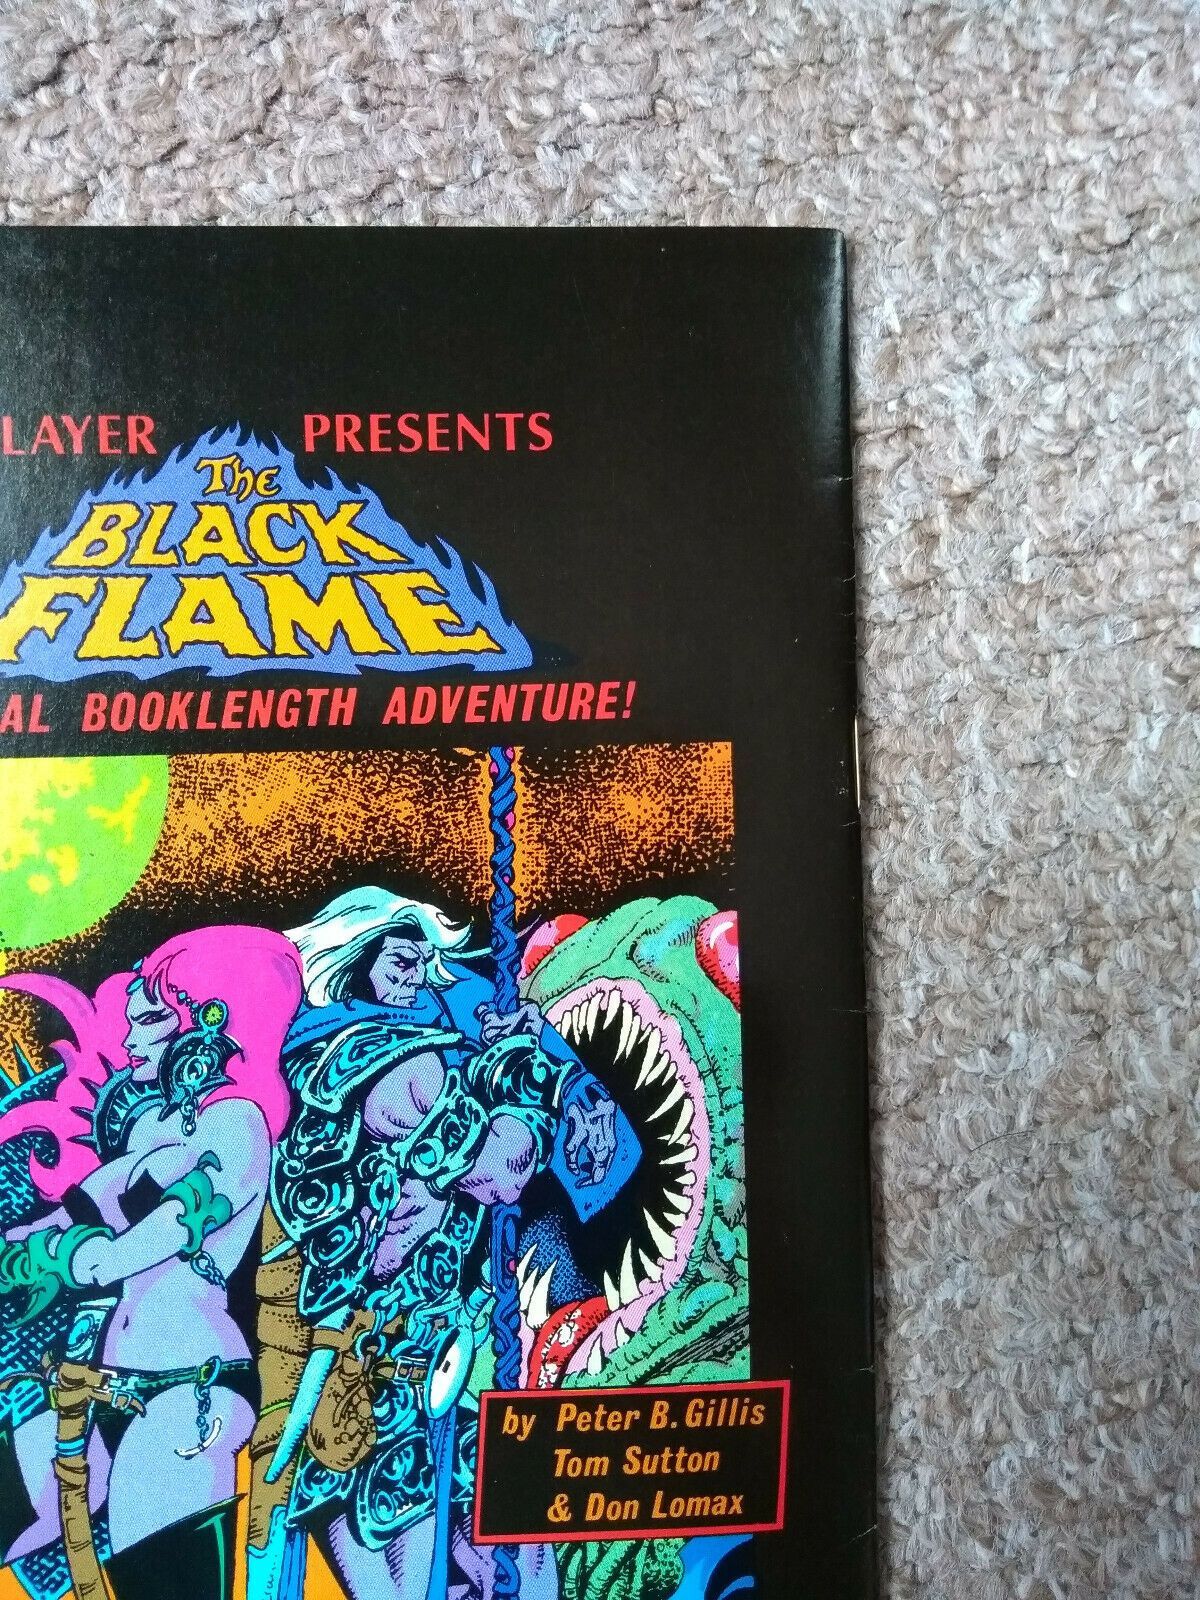 LAYER PRESENTS
The
BLACK
FLAME
AL BOOKLENGTH ADVENTURE!
by Peter B. Gillis
Tom Sutton
& Don Lomax